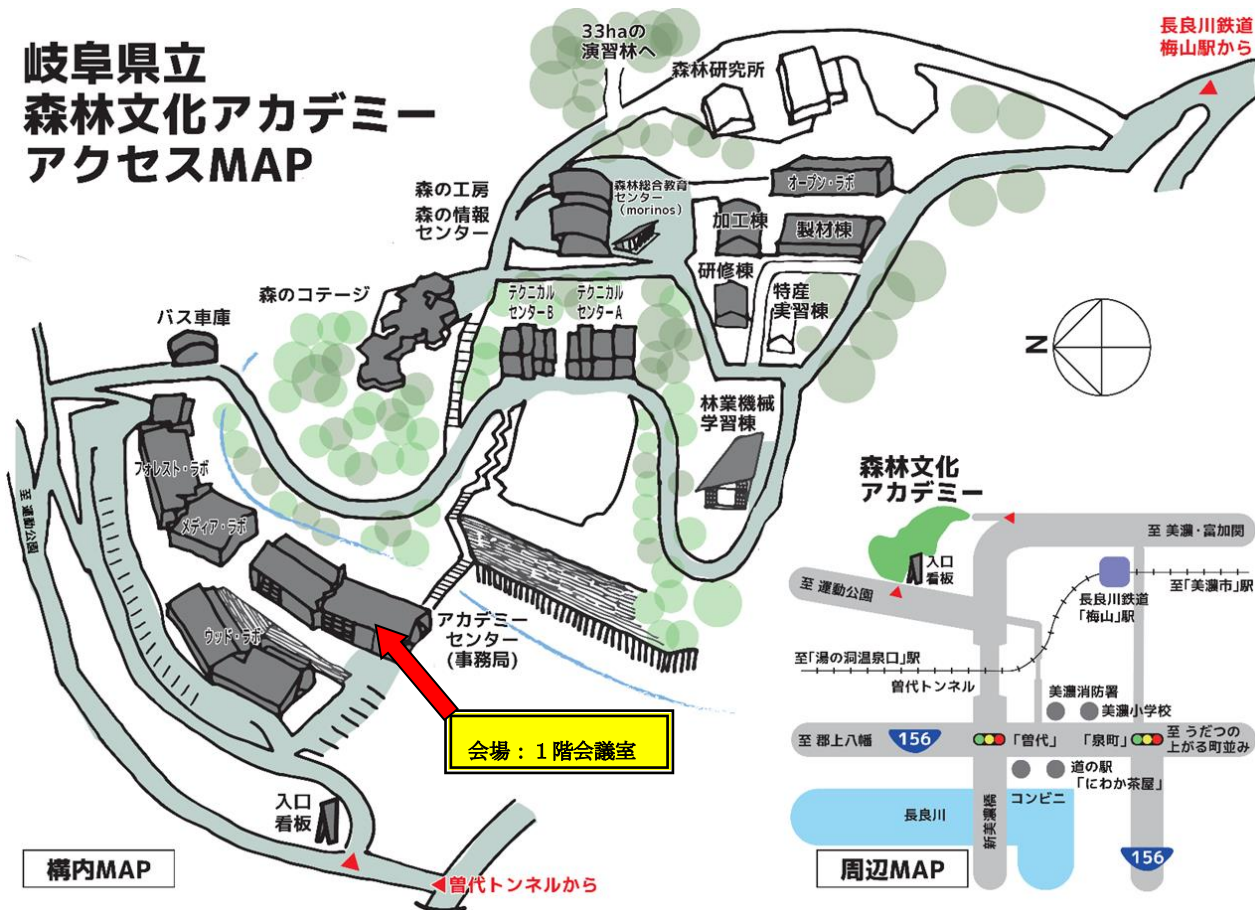 岐阜県立
森林文化アカデミー
アクセスMAP
33haの
演習林へ
森林研究所
長良川鉄道
梅山駅から
森の工房
森の情報
センター
森林総合教育
センター
(morinos)
オープン・ラボ
加工棟
製材棟
研修棟
特産
実習棟
森のコテージ
テクニカル
センターB
テクニカル
センターA
バス車庫
N
林業機械
学習棟
フォレスト・ラボ
メディア・ラボ
ウッド・ラボ
アカデミー
センター
(事務局)
会場：１階会議室
入口
看板
構内MAP
曽代トンネルから
森林文化
アカデミー
入口
看板
至 美濃・富加関
至 運動公園
長良川鉄道
「梅山」駅
至「美濃市」駅
至「湯の洞温泉口」駅
曽代トンネル
美濃消防署
美濃小学校
至 郡上八幡
156
「曽代」
「泉町」
至 うだつの
上がる町並み
道の駅
「にわか茶屋」
コンビニ
長良川
新美濃橋
周辺MAP
156